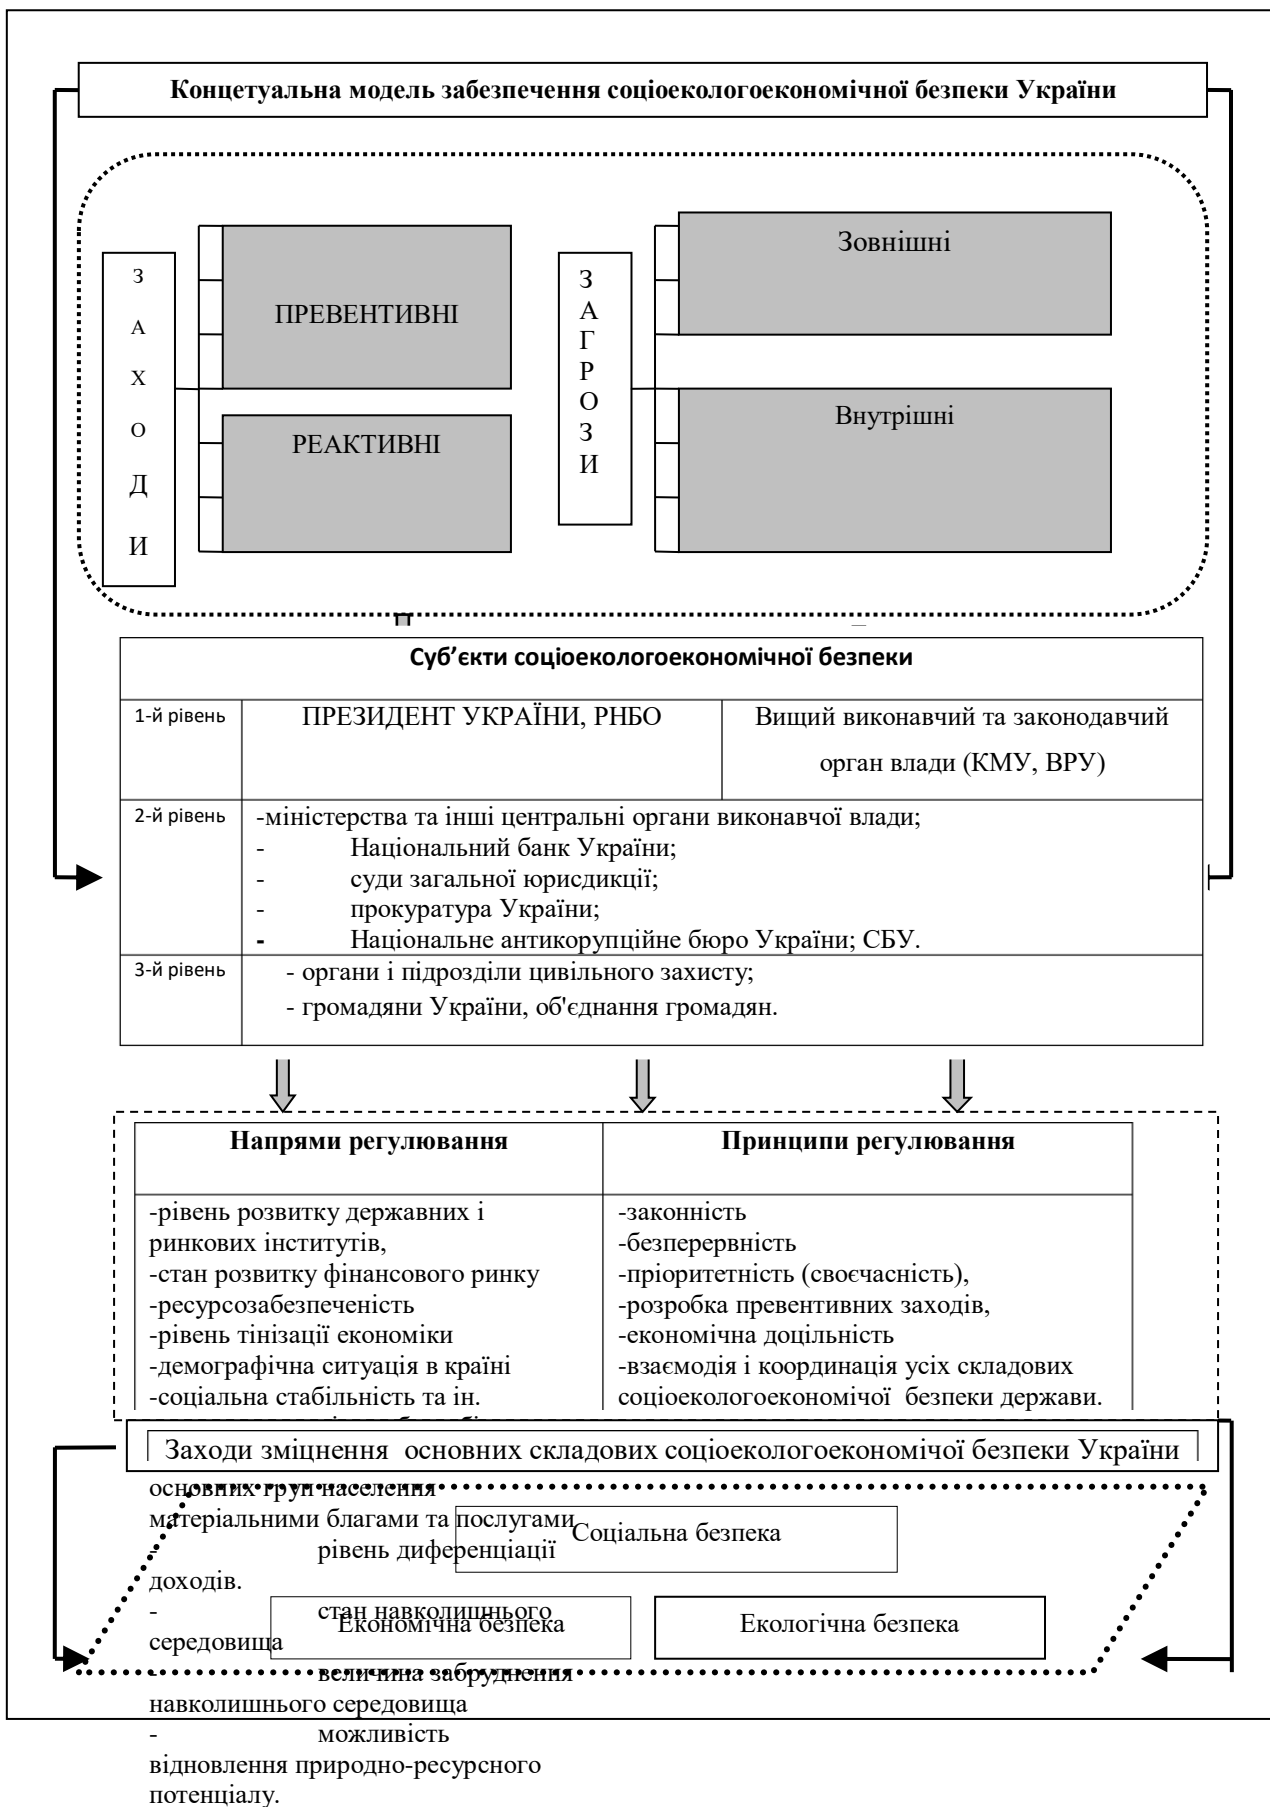 Концетуальна модель забезпечення соціоекологоекономічної безпеки України
ЗАХОДИ
ПРЕВЕНТИВНІ
РЕАКТИВНІ
ЗАГРОЗИ
Зовнішні
Внутрішні
Суб’єкти соціоекологоекономічної безпеки
1-й рівень
ПРЕЗИДЕНТ УКРАЇНИ, РНБО
Вищий виконавчий та законодавчий
орган влади (КМУ, ВРУ)
2-й рівень
-міністерства та інші центральні органи виконавчої влади;
- Національний банк України;
- суди загальної юрисдикції;
- прокуратура України;
- Національне антикорупційне бюро України; СБУ.
3-й рівень
- органи і підрозділи цивільного захисту;
- громадяни України, об'єднання громадян.
Напрями регулювання
-рівень розвитку державних і
ринкових інститутів,
-стан розвитку фінансового ринку
-ресурсозабезпеченість
-рівень тінізації економіки
-демографічна ситуація в країні
-соціальна стабільність та ін.
Принципи регулювання
-законність
-безперервність
-пріоритетність (своєчасність),
-розробка превентивних заходів,
-економічна доцільність
-взаємодія і координація усіх складових
соціоекологоекономічої безпеки держави.
Заходи зміцнення основних складових соціоекологоекономічої безпеки України
основних груп населення
матеріальними благами та послугами
- рівень диференціації
доходів.
- стан навколишнього
середовища
- величина забруднення
навколишнього середовища
- можливість
відновлення природно-ресурсного
потенціалу.
Соціальна безпека
Економічна безпека
Екологічна безпека